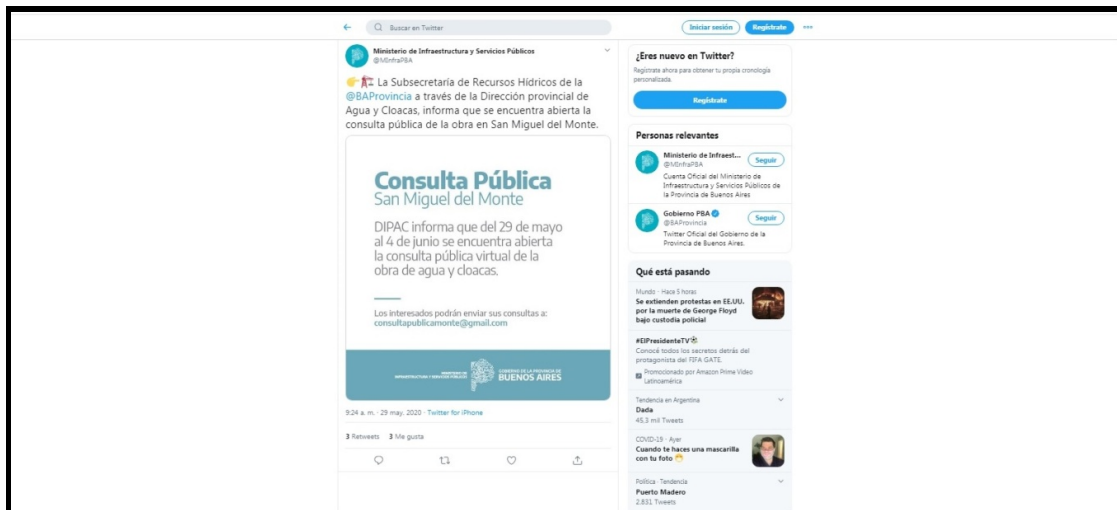 Buscar en Twitter
Iniciar sesión
Regístrate
Ministerio de Infraestructura y Servicios Públicos
@MInfraPBA
👉🏗 La Subsecretaría de Recursos Hídricos de la
@BAProvincia a través de la Dirección provincial de
Agua y Cloacas, informa que se encuentra abierta la
consulta pública de la obra en San Miguel del Monte.
Consulta Pública
San Miguel del Monte
DIPAC informa que del 29 de mayo
al 4 de junio se encuentra abierta
la consulta pública virtual de la
obra de agua y cloacas.
Los interesados podrán enviar sus consultas a:
consultapublicamonte@gmail.com
MINISTERIO DE
INFRAESTRUCTURA Y SERVICIOS PÚBLICOS
GOBIERNO DE LA PROVINCIA DE
BUENOS AIRES
9:24 a. m. · 29 may. 2020 · Twitter for iPhone
3 Retweets 3 Me gusta
¿Eres nuevo en Twitter?
Regístrate ahora para obtener tu propia cronología
personalizada.
Regístrate
Personas relevantes
Ministerio de Infraest...
@MInfraPBA
Seguir
Cuenta Oficial del Ministerio de
Infraestructura y Servicios Públicos de
la Provincia de Buenos Aires
Gobierno PBA
@BAProvincia
Seguir
Twitter Oficial del Gobierno de la
Provincia de Buenos Aires.
Qué está pasando
Mundo · Hace 5 horas
Se extienden protestas en EE.UU.
por la muerte de George Floyd
bajo custodia policial
#ElPresidenteTV⚽
Conocé todos los secretos detrás del
protagonista del FIFA GATE.
Promocionado por Amazon Prime Video
Latinoamérica
Tendencia en Argentina
Dada
45,3 mil Tweets
COVID-19 · Ayer
Cuando te haces una mascarilla
con tu foto 😷
Política · Tendencia
Puerto Madero
2.831 Tweets